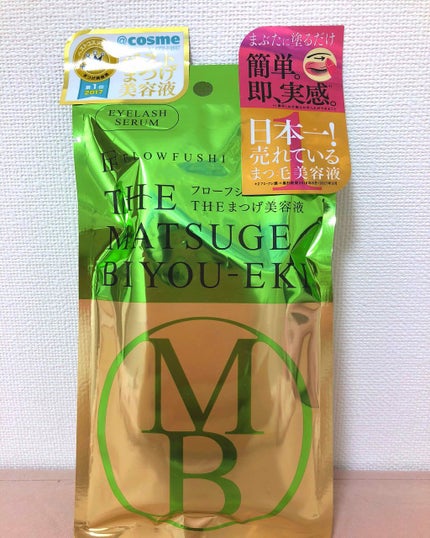 @cosme
まつげ
美容液
第1位
2017
まぶたに塗るだけ
簡単。
即、実感。
日本一!
売れている
まつ毛美容液
EYELASH
SERUM
FLOWFUSHI
フローフシ
THEまつげ美容液
THE
MATSUGE
BIYOU-EKI
M
B